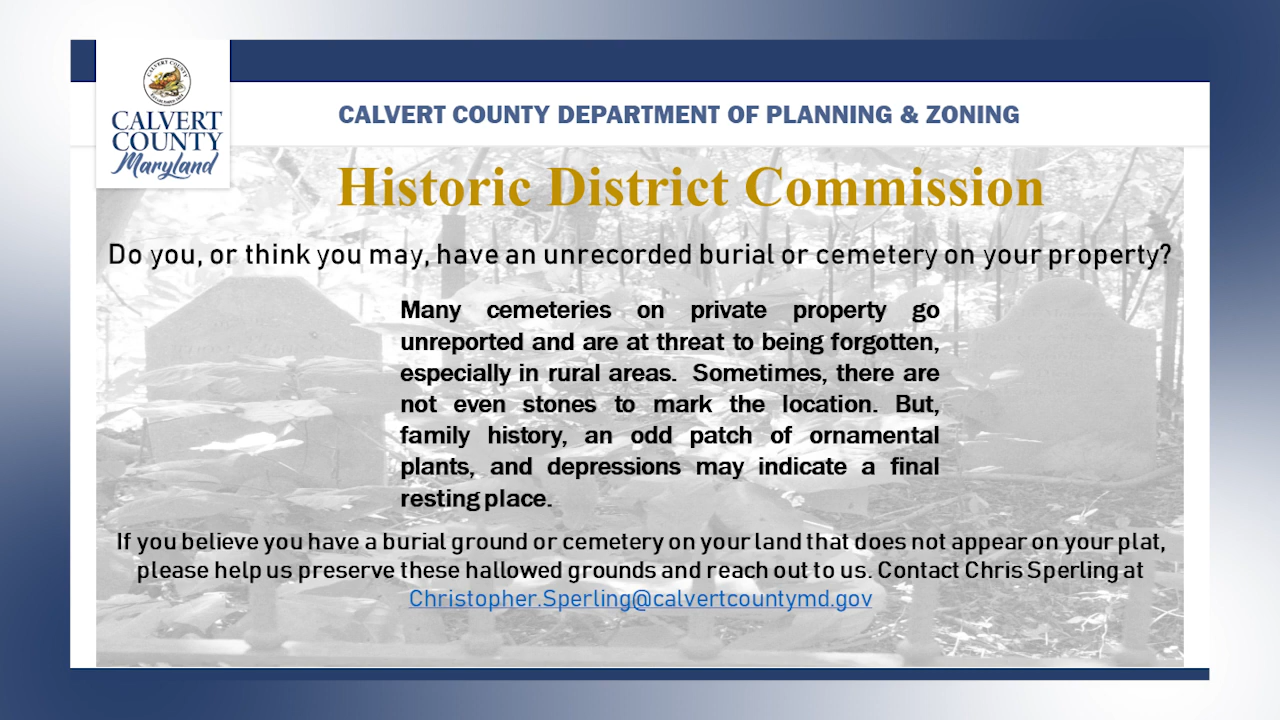 CALVERT COUNTY
CALVERT
COUNTY
Maryland
CALVERT COUNTY DEPARTMENT OF PLANNING & ZONING
Historic District Commission
Do you, or think you may, have an unrecorded burial or cemetery on your property?
Many cemeteries on private property go
unreported and are at threat to being forgotten,
especially in rural areas. Sometimes, there are
not even stones to mark the location. But,
family history, an odd patch of ornamental
plants, and depressions may indicate a final
resting place.
If you believe you have a burial ground or cemetery on your land that does not appear on your plat,
please help us preserve these hallowed grounds and reach out to us. Contact Chris Sperling at
Christopher.Sperling@calvertcountymd.gov